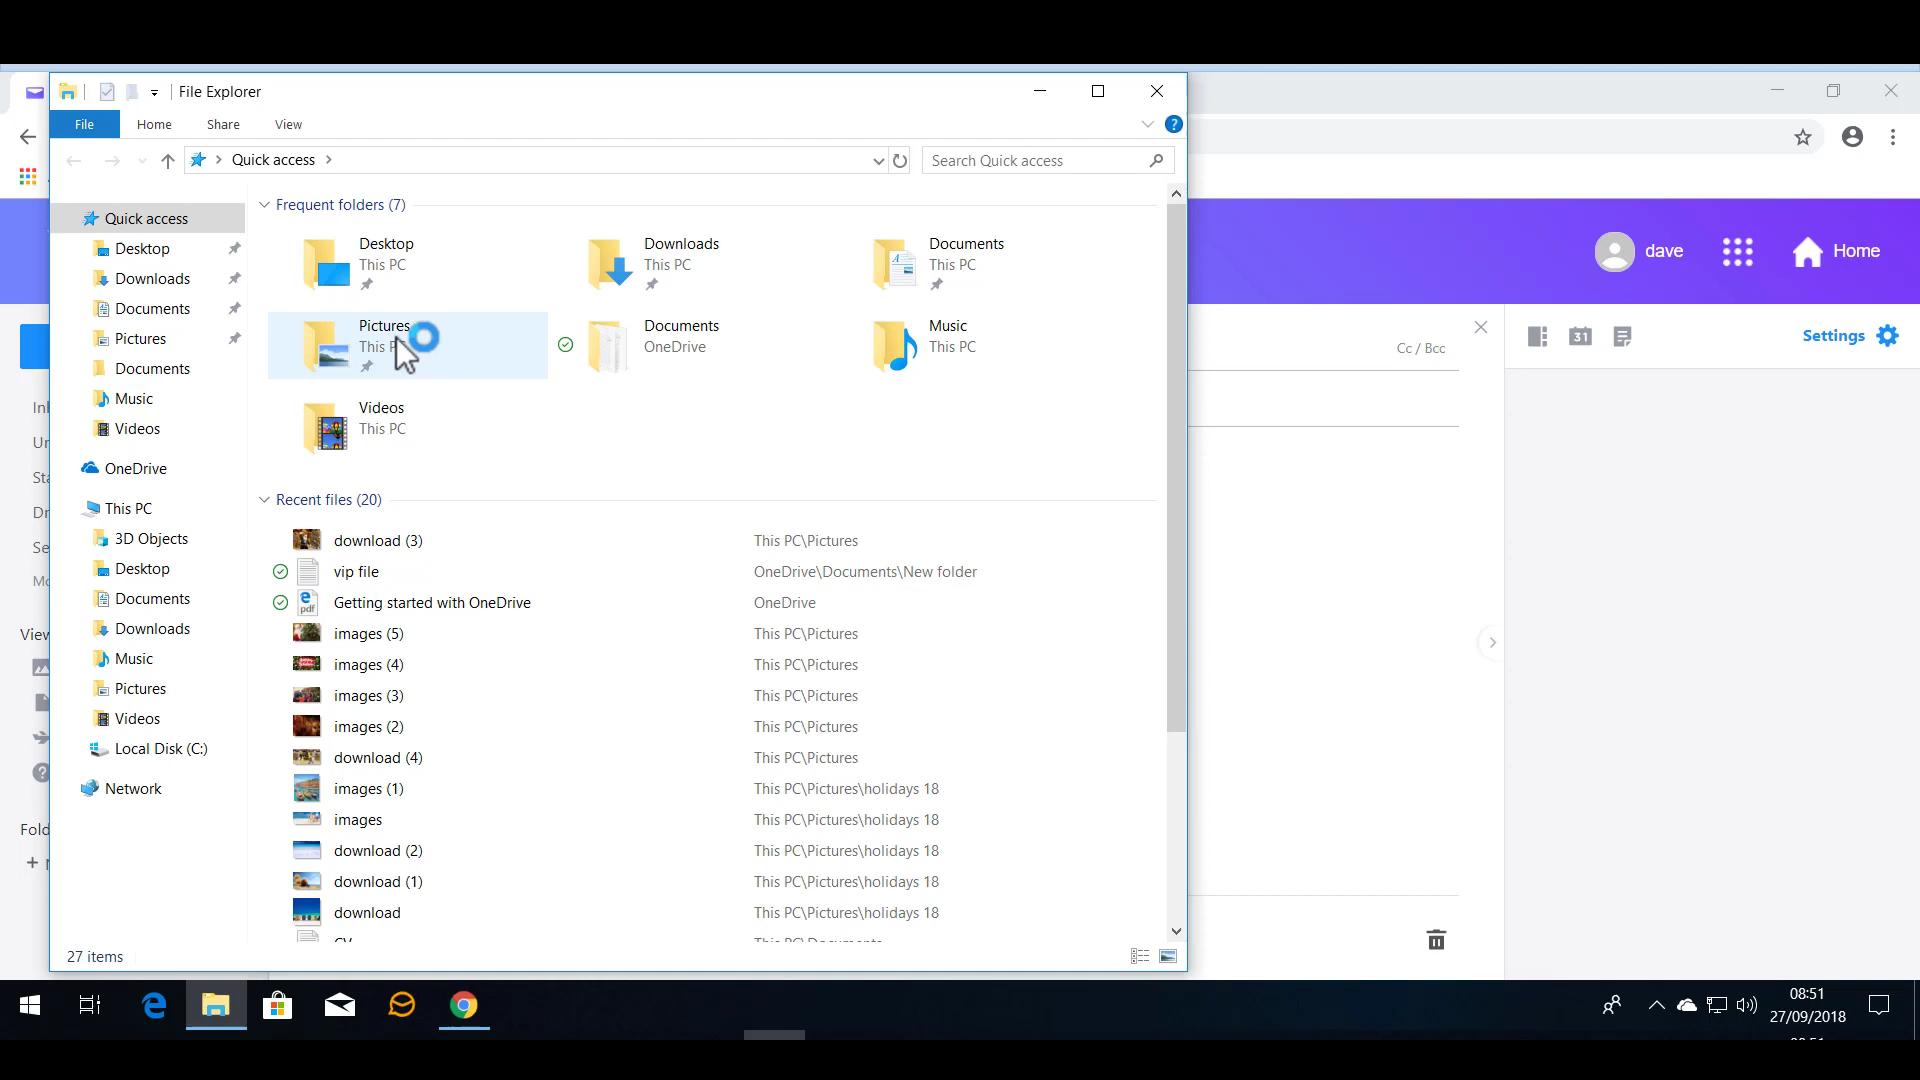 File Explorer
File Home Share View
Quick access
Search Quick access
Quick access
Desktop
Downloads
Documents
Pictures
Documents
Music
Videos
OneDrive
This PC
3D Objects
Desktop
Documents
Downloads
Music
Pictures
Videos
Local Disk (C:)
Network
Frequent folders (7)
Desktop
This PC
Downloads
This PC
Documents
This PC
Pictures
This
Documents
OneDrive
Music
This PC
Videos
This PC
Recent files (20)
download (3) This PC\Pictures
vip file OneDrive\Documents\New folder
Getting started with OneDrive OneDrive
images (5) This PC\Pictures
images (4) This PC\Pictures
images (3) This PC\Pictures
images (2) This PC\Pictures
download (4) This PC\Pictures
images (1) This PC\Pictures\holidays 18
images This PC\Pictures\holidays 18
download (2) This PC\Pictures\holidays 18
download (1) This PC\Pictures\holidays 18
download This PC\Pictures\holidays 18
27 items
dave
Home
Cc / Bcc
31
Settings
View
08:51
27/09/2018